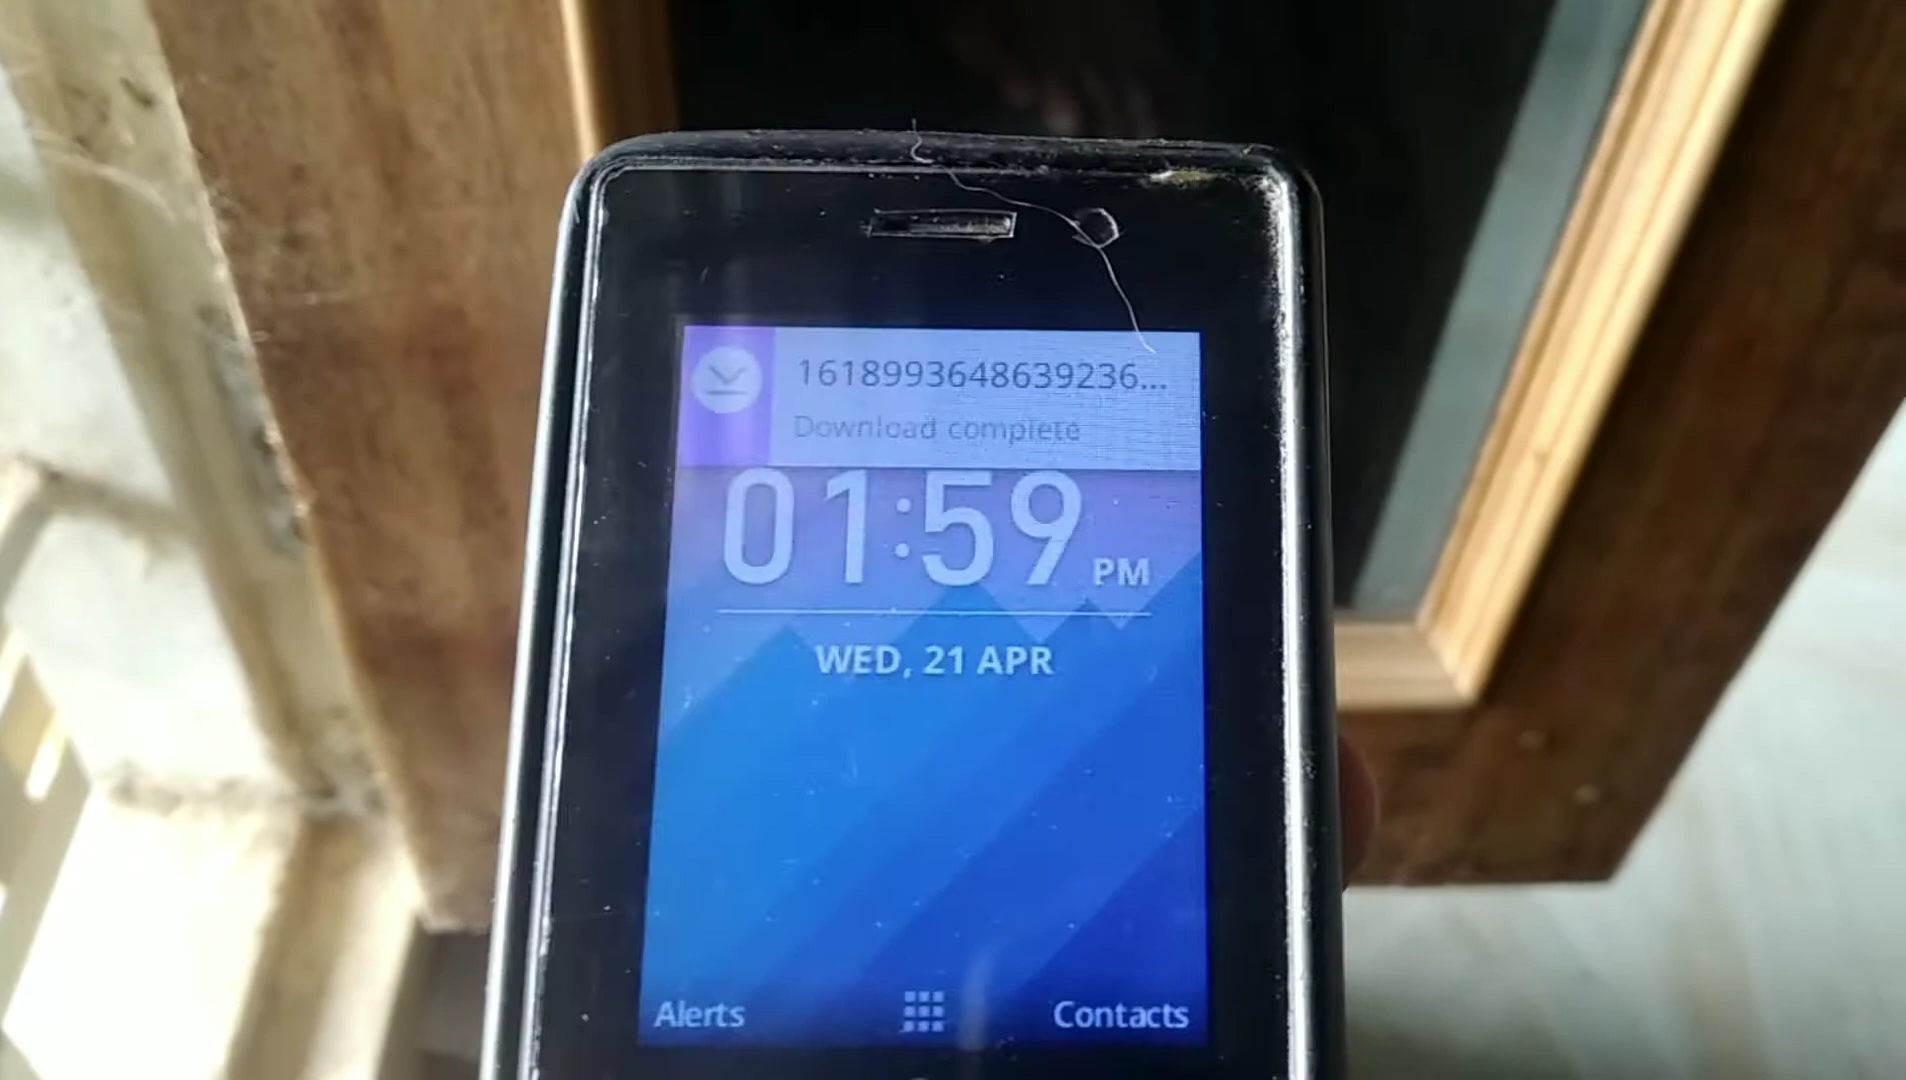 1618993648639236...
Download complete
01:59 PM
WED, 21 APR
Alerts
Contacts